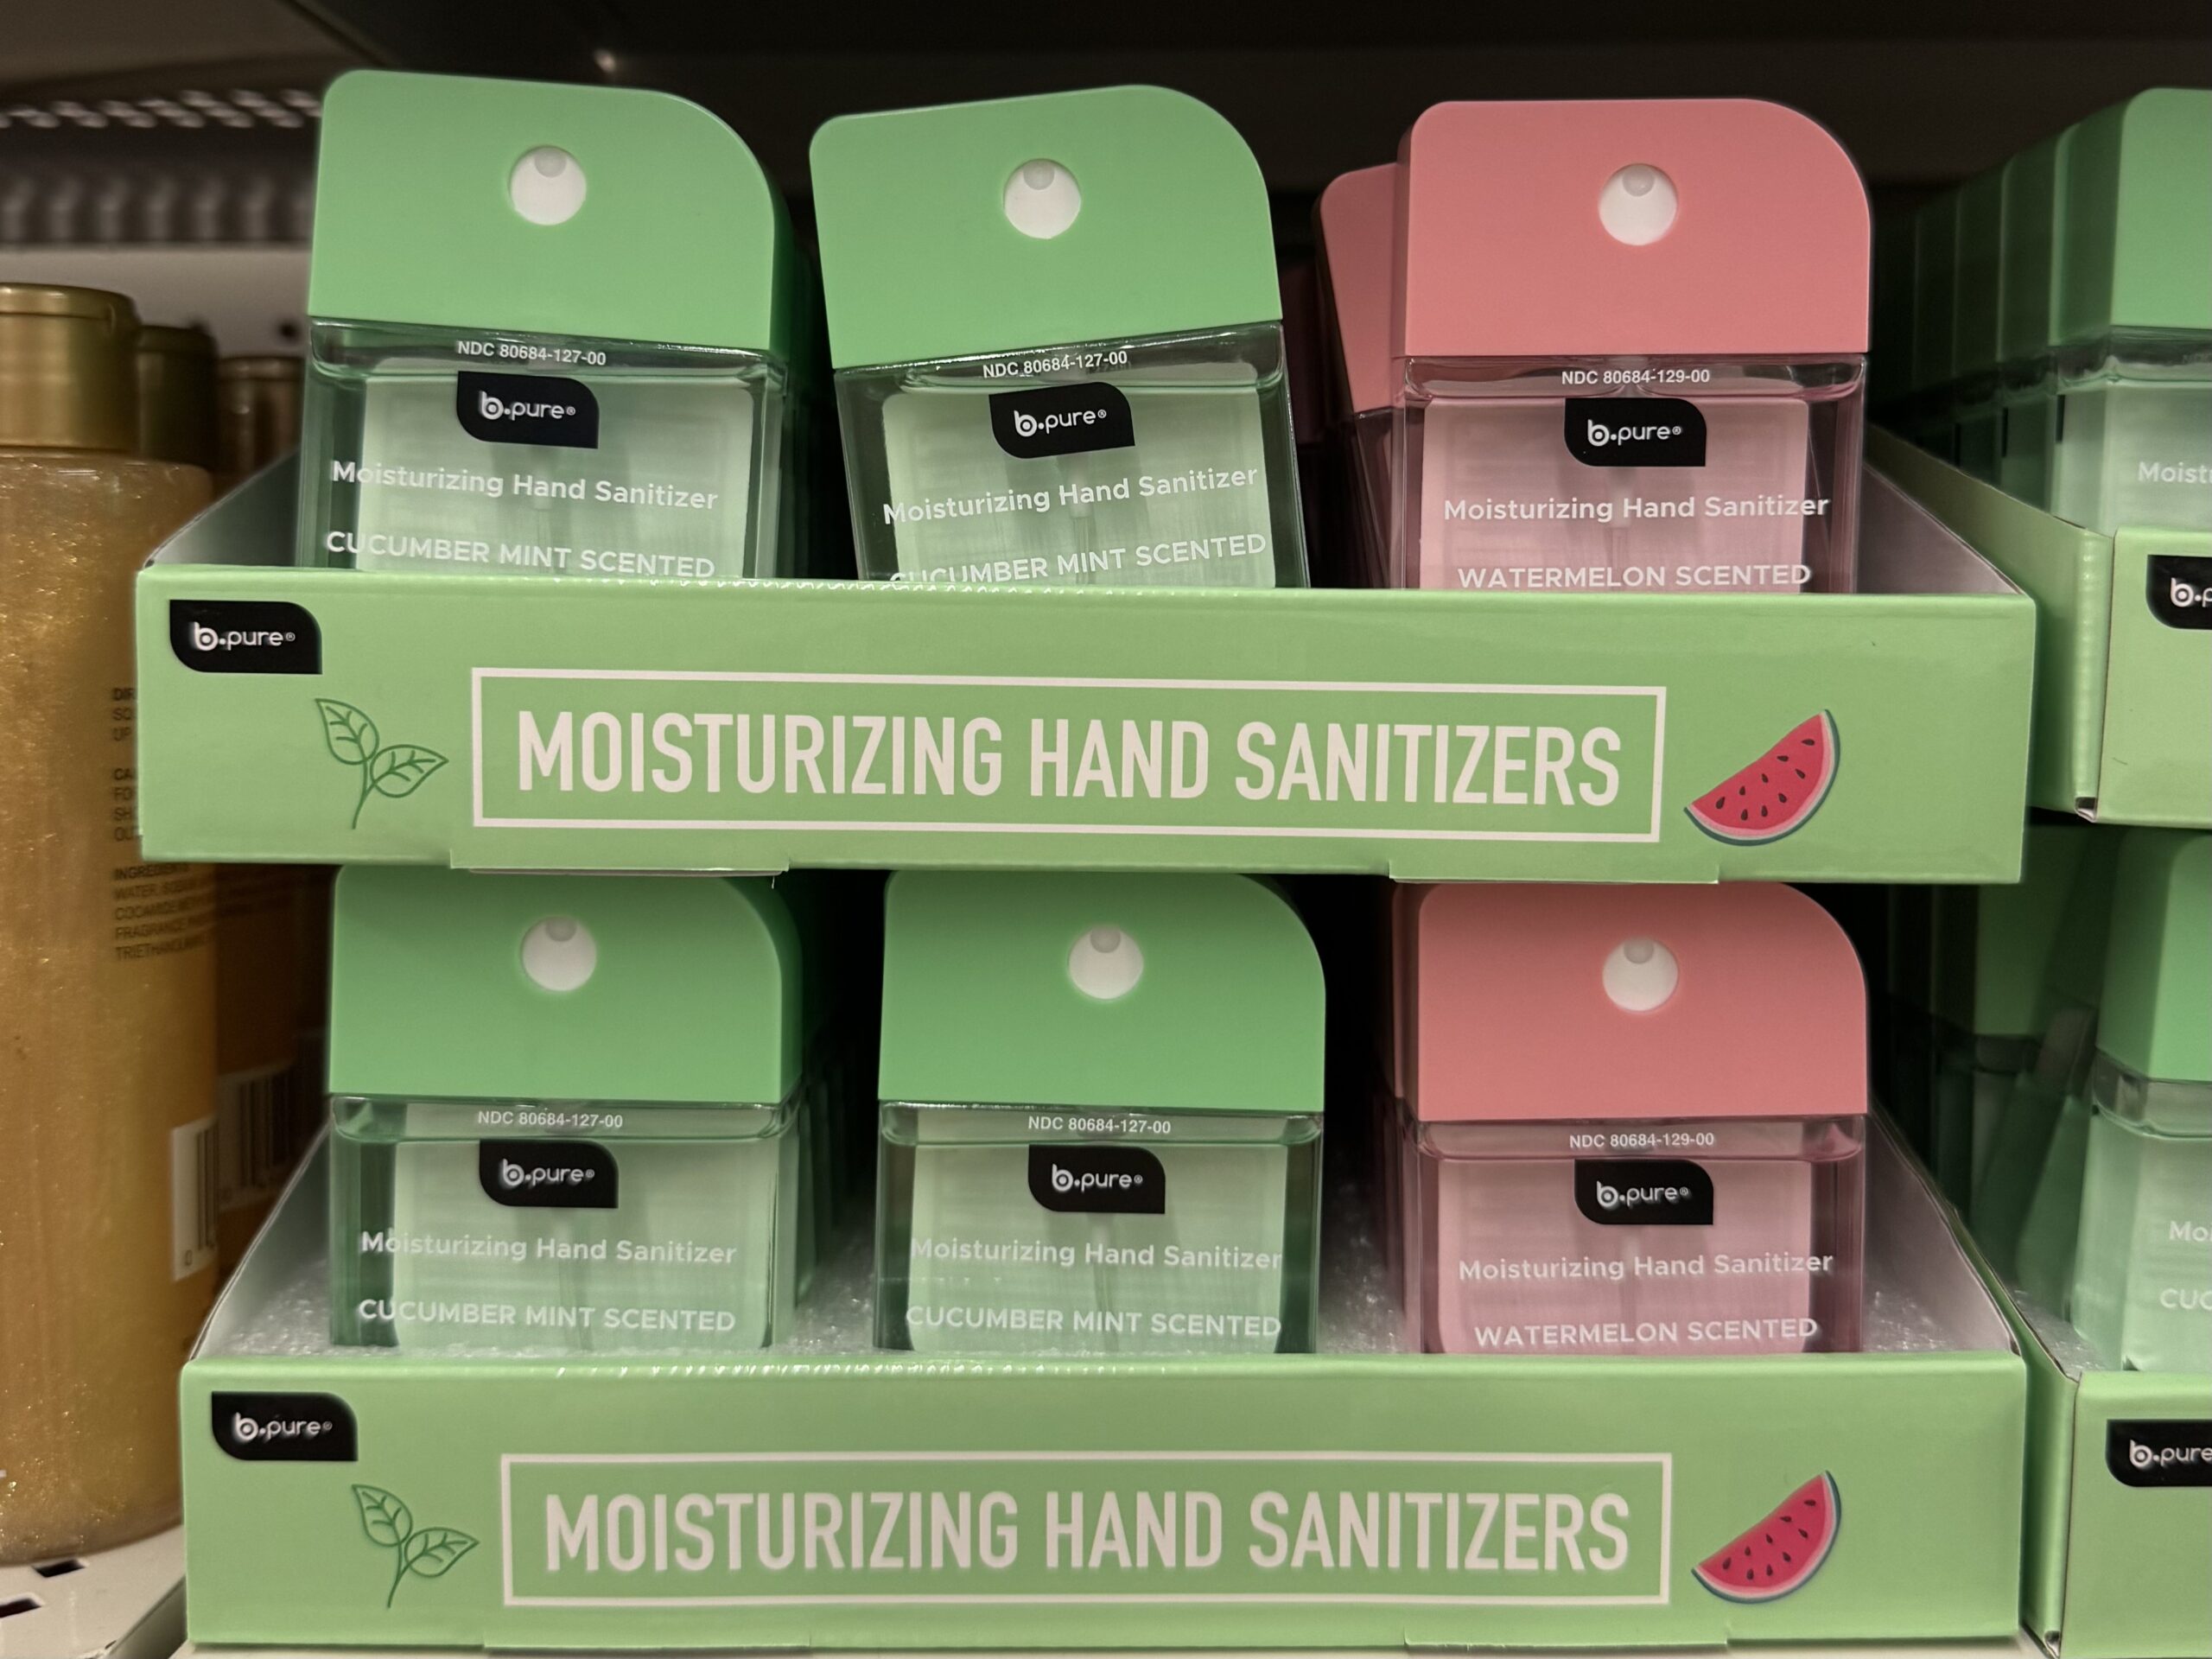 NDC 80684-127-00
b.pure®
Moisturizing Hand Sanitizer
CUCUMBER MINT SCENTED
NDC 80684-127-00
b.pure®
Moisturizing Hand Sanitizer
CUCUMBER MINT SCENTED
NDC 80684-129-00
b.pure®
Moisturizing Hand Sanitizer
WATERMELON SCENTED
b.pure®
MOISTURIZING HAND SANITIZERS
NDC 80684-127-00
b.pure®
Moisturizing Hand Sanitizer
CUCUMBER MINT SCENTED
NDC 80684-127-00
b.pure®
Moisturizing Hand Sanitizer
CUCUMBER MINT SCENTED
NDC 80684-129-00
b.pure®
Moisturizing Hand Sanitizer
WATERMELON SCENTED
b.pure®
MOISTURIZING HAND SANITIZERS
b.pure